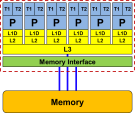 T1 T2 T1 T2 T1 T2 T1 T2 T1 T2 T1 T2
P P P P P P
L1D L1D L1D L1D L1D L1D
L2 L2 L2 L2 L2 L2
L3
Memory Interface
Memory